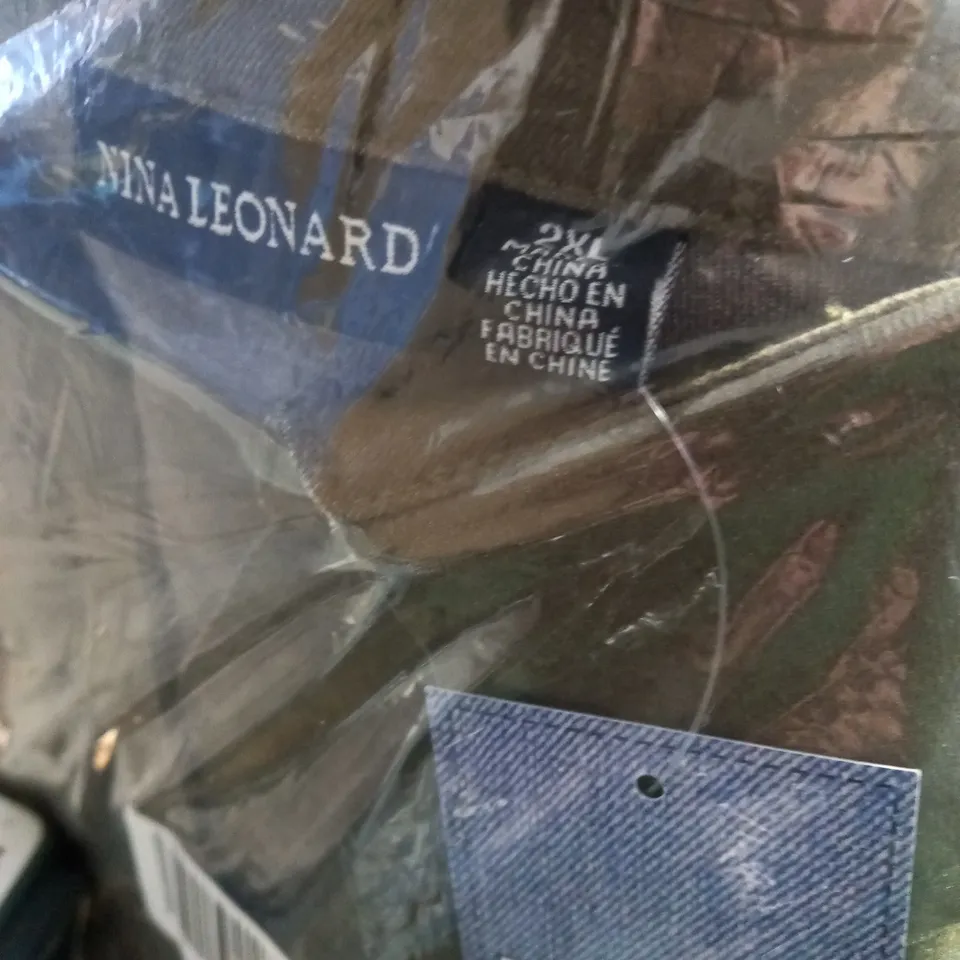 NINA LEONARD
2XL
CHINA
HECHO EN
CHINA
FABRIQUÉ
EN CHINE